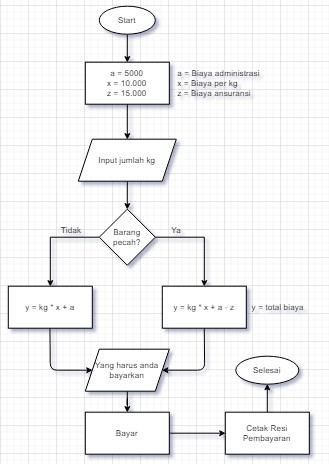 Start
a = 5000
x = 10.000
z = 15.000
a = Biaya administrasi
x = Biaya per kg
z = Biaya ansuransi
Input jumlah kg
Barang
pecah?
Tidak
Ya
y = kg * x + a
y = kg * x + a - z
y = total biaya
Yang harus anda
bayarkan
Selesai
Bayar
Cetak Resi
Pembayaran